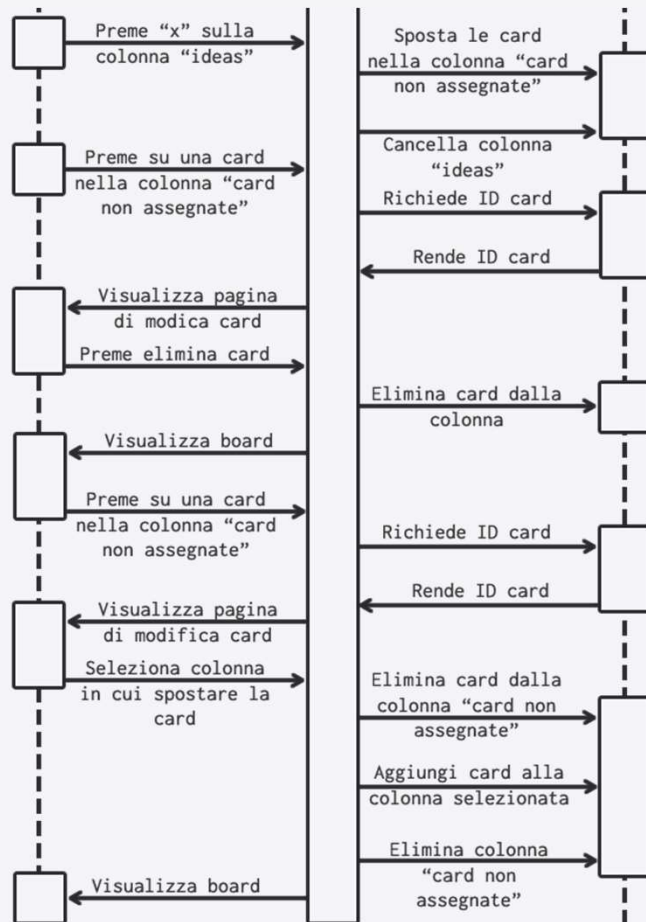 Preme “x” sulla
colonna “ideas”
Sposta le card
nella colonna “card
non assegnate”
Cancella colonna
“ideas”
Preme su una card
nella colonna “card
non assegnate”
Richiede ID card
Rende ID card
Visualizza pagina
di modica card
Preme elimina card
Elimina card dalla
colonna
Visualizza board
Preme su una card
nella colonna “card
non assegnate”
Richiede ID card
Rende ID card
Visualizza pagina
di modifica card
Seleziona colonna
in cui spostare la
card
Elimina card dalla
colonna “card non
assegnate”
Aggiungi card alla
colonna selezionata
Elimina colonna
“card non
assegnate”
Visualizza board